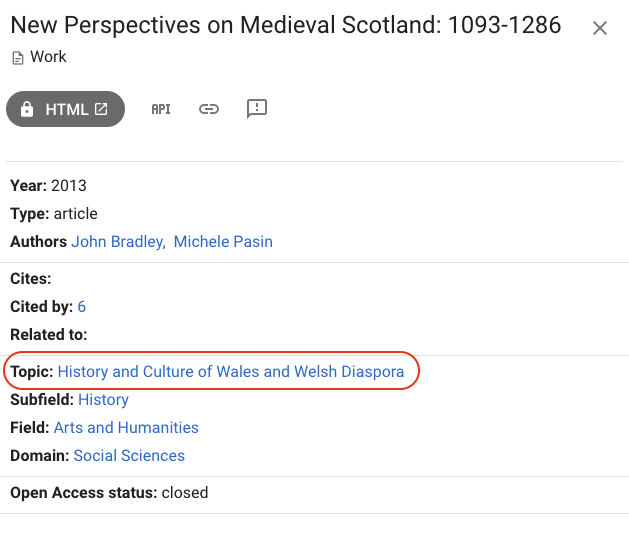 New Perspectives on Medieval Scotland: 1093-1286
Work
HTML
API
Year: 2013
Type: article
Authors John Bradley, Michele Pasin
Cites:
Cited by: 6
Related to:
Topic: History and Culture of Wales and Welsh Diaspora
Subfield: History
Field: Arts and Humanities
Domain: Social Sciences
Open Access status: closed